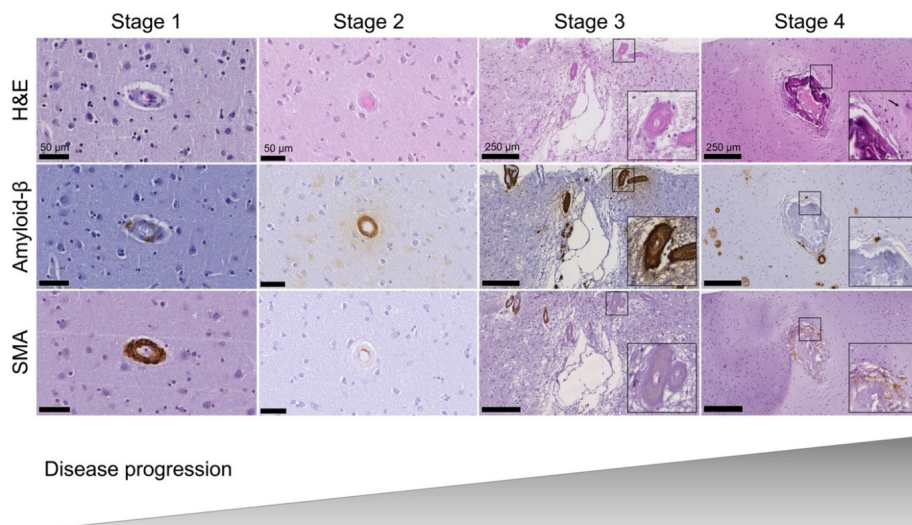 Stage 1 Stage 2 Stage 3 Stage 4
H&E
50 μm 50 μm 250 μm 250 μm
Amyloid-β
SMA
Disease progression